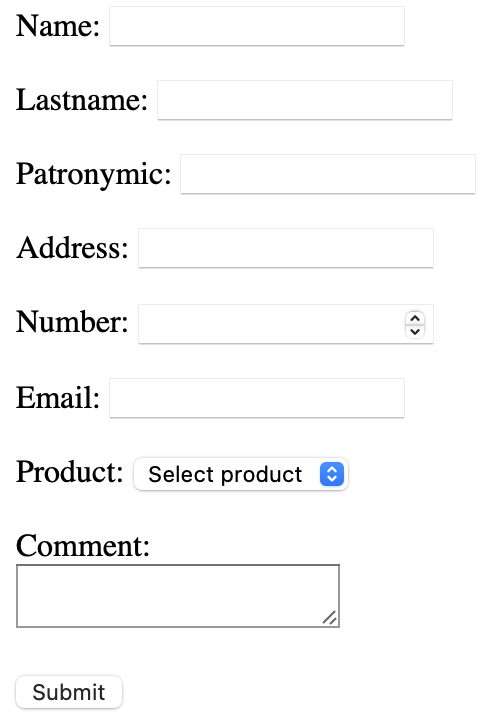 Name:
Lastname:
Patronymic:
Address:
Number:
Email:
Product: Select product
Comment:
Submit